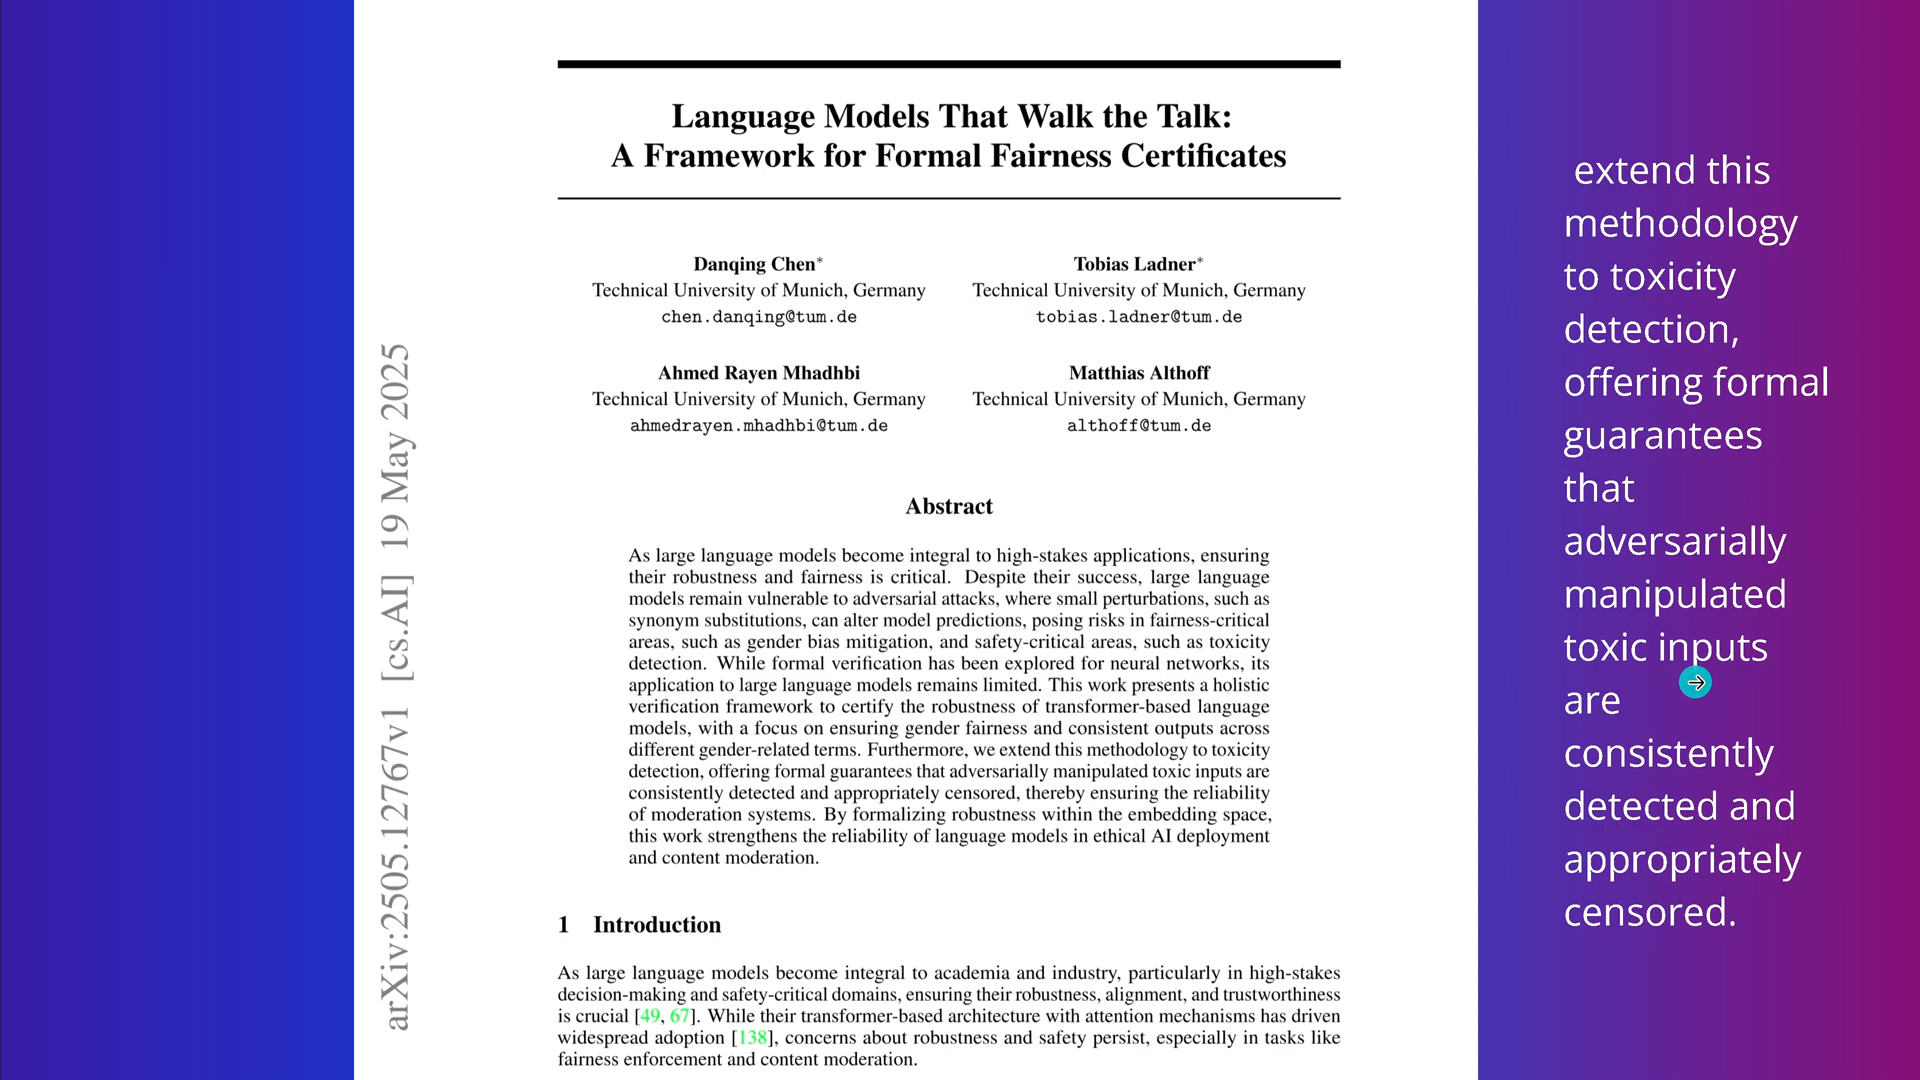 Language Models That Walk the Talk:
A Framework for Formal Fairness Certificates
Danqing Chen*
Technical University of Munich, Germany
chen.danqing@tum.de
Tobias Ladner*
Technical University of Munich, Germany
tobias.ladner@tum.de
Ahmed Rayen Mhadhbi
Technical University of Munich, Germany
ahmedrayen.mhadhbi@tum.de
Matthias Althoff
Technical University of Munich, Germany
althoff@tum.de
arXiv:2505.12767v1 [cs.AI] 19 May 2025
Abstract
As large language models become integral to high-stakes applications, ensuring
their robustness and fairness is critical. Despite their success, large language
models remain vulnerable to adversarial attacks, where small perturbations, such as
synonym substitutions, can alter model predictions, posing risks in fairness-critical
areas, such as gender bias mitigation, and safety-critical areas, such as toxicity
detection. While formal verification has been explored for neural networks, its
application to large language models remains limited. This work presents a holistic
verification framework to certify the robustness of transformer-based language
models, with a focus on ensuring gender fairness and consistent outputs across
different gender-related terms. Furthermore, we extend this methodology to toxicity
detection, offering formal guarantees that adversarially manipulated toxic inputs are
consistently detected and appropriately censored, thereby ensuring the reliability
of moderation systems. By formalizing robustness within the embedding space,
this work strengthens the reliability of language models in ethical AI deployment
and content moderation.
1 Introduction
As large language models become integral to academia and industry, particularly in high-stakes
decision-making and safety-critical domains, ensuring their robustness, alignment, and trustworthiness
is crucial [49, 67]. While their transformer-based architecture with attention mechanisms has driven
widespread adoption [138], concerns about robustness and safety persist, especially in tasks like
fairness enforcement and content moderation.
extend this
methodology
to toxicity
detection,
offering formal
guarantees
that
adversarially
manipulated
toxic inputs
are
consistently
detected and
appropriately
censored.